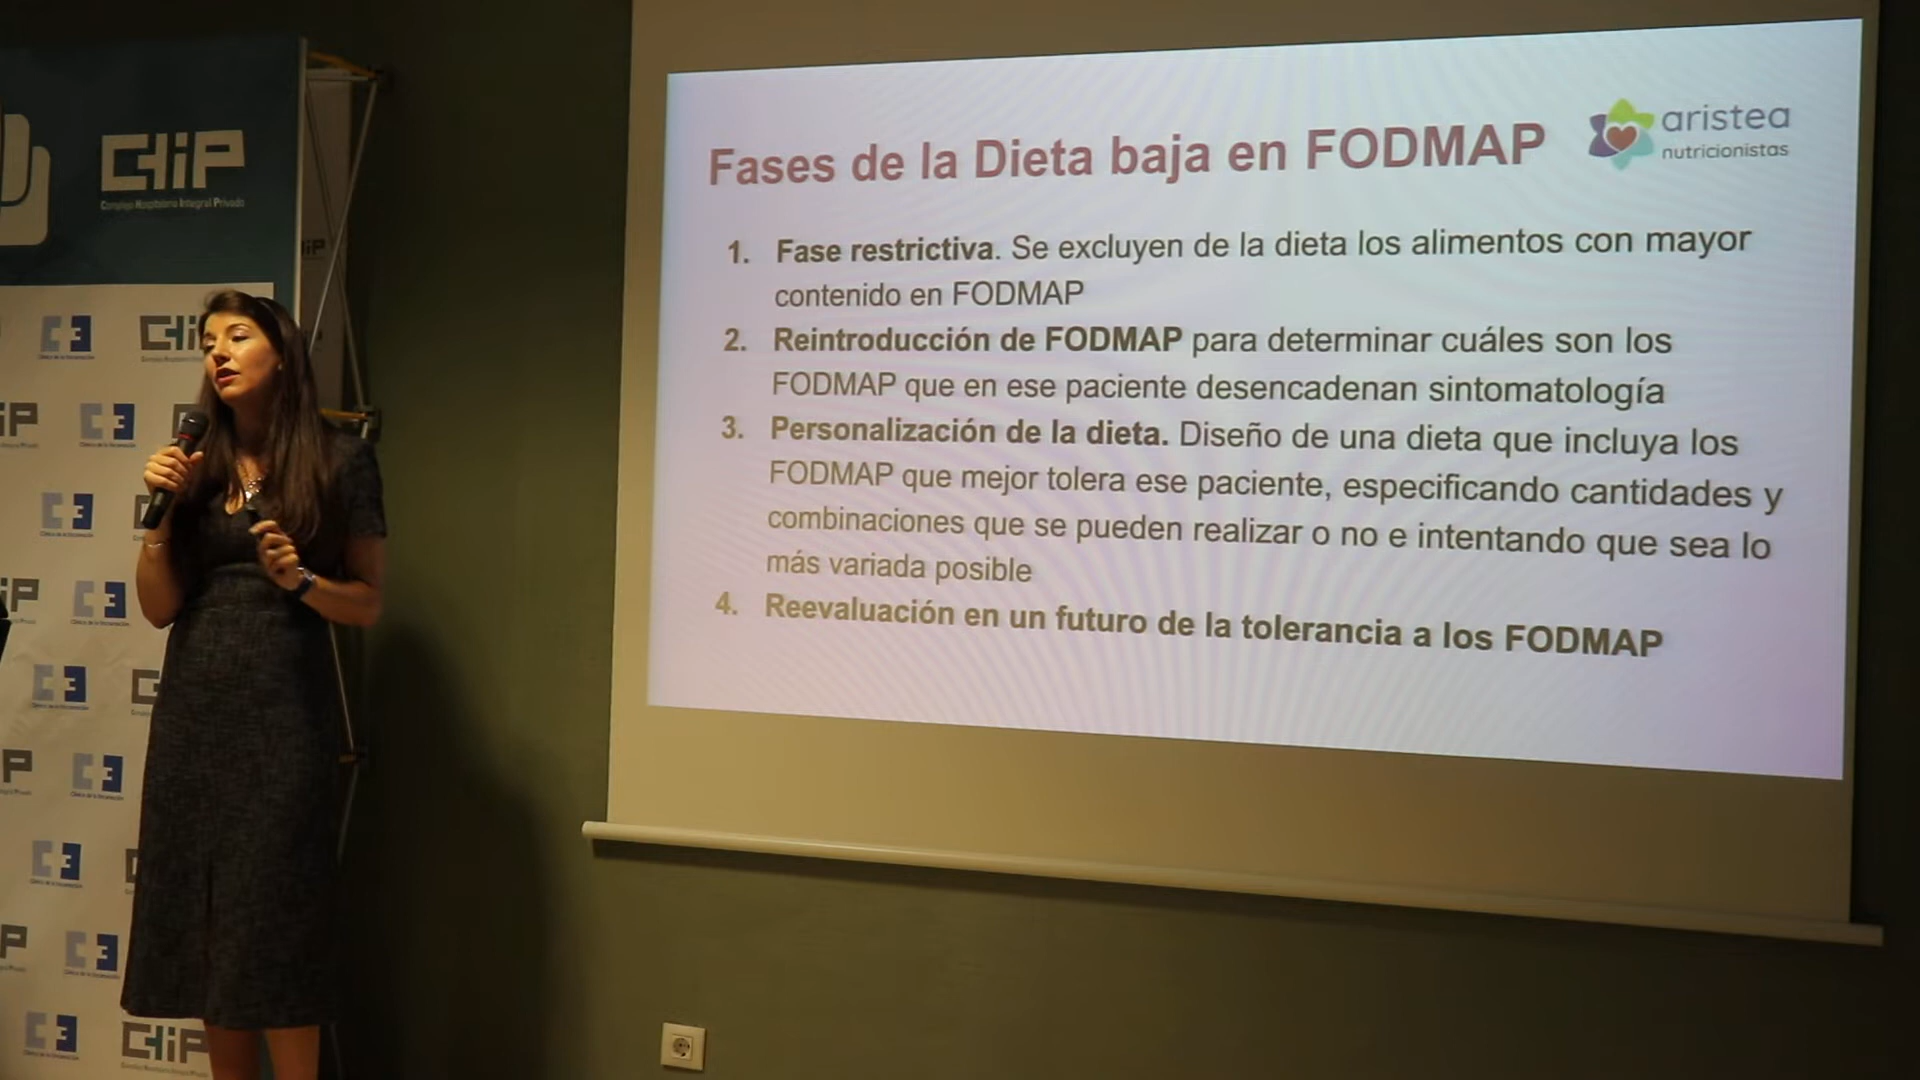 CHiP
Complejo Hospitalario Integral Privado
aristea
nutricionistas
Fases de la Dieta baja en FODMAP
1. Fase restrictiva. Se excluyen de la dieta los alimentos con mayor
contenido en FODMAP
2. Reintroducción de FODMAP para determinar cuáles son los
FODMAP que en ese paciente desencadenan sintomatología
3. Personalización de la dieta. Diseño de una dieta que incluya los
FODMAP que mejor tolera ese paciente, especificando cantidades y
combinaciones que se pueden realizar o no e intentando que sea lo
más variada posible
4. Reevaluación en un futuro de la tolerancia a los FODMAP